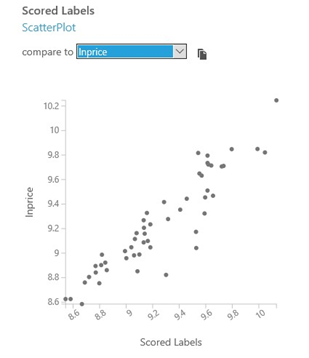 Scored Labels
ScatterPlot
compare to lnprice
10.2
10
9.8
9.6
9.4
9.2
9
8.8
8.6
lnprice
8.6 8.8 9 9.2 9.4 9.6 9.8 10
Scored Labels